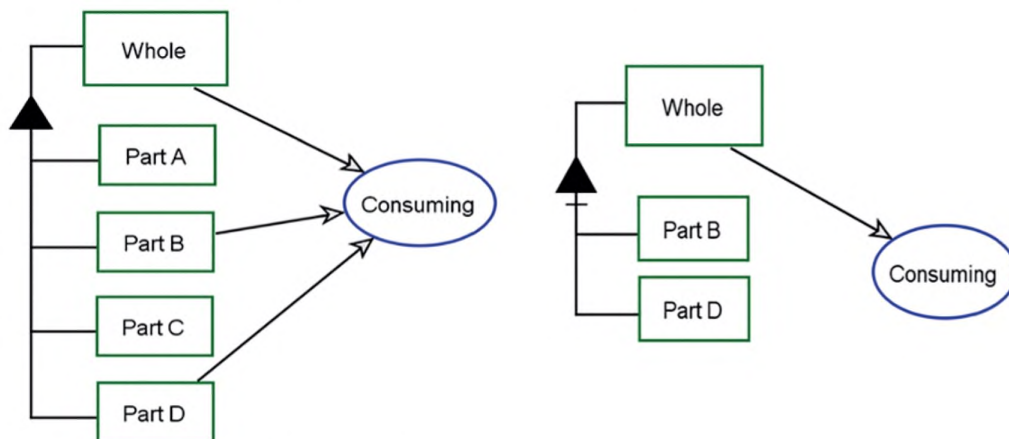 Whole
Part A
Part B
Part C
Part D
Consuming
Whole
Part B
Part D
Consuming